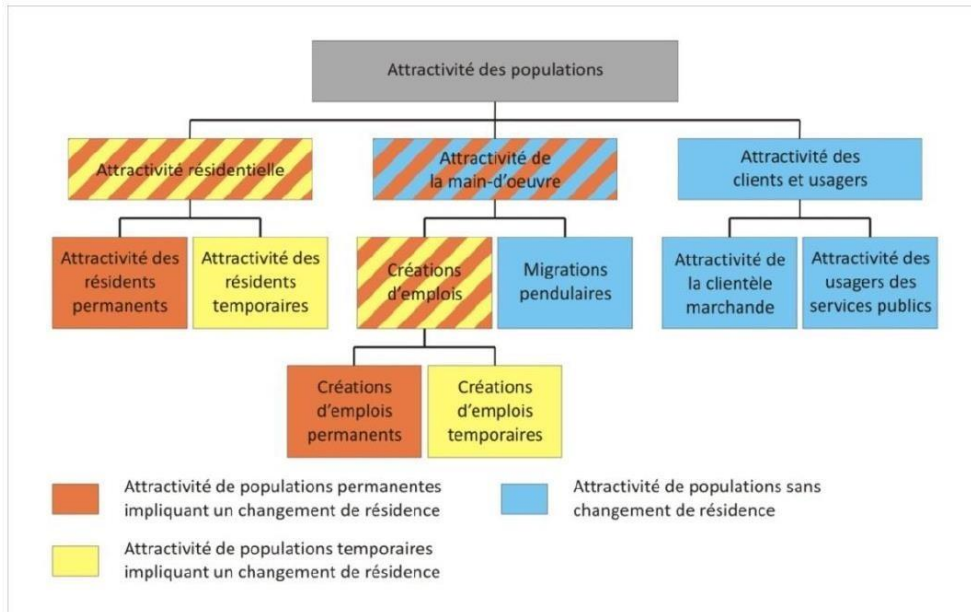 Attractivité des populations
Attractivité résidentielle
Attractivité de
la main-d'oeuvre
Attractivité des
clients et usagers
Attractivité des
résidents
permanents
Attractivité des
résidents
temporaires
Créations
d'emplois
Migrations
pendulaires
Attractivité de
la clientèle
marchande
Attractivité des
usagers des
services publics
Créations
d'emplois
permanents
Créations
d'emplois
temporaires
Attractivité de populations permanentes
impliquant un changement de résidence
Attractivité de populations sans
changement de résidence
Attractivité de populations temporaires
impliquant un changement de résidence